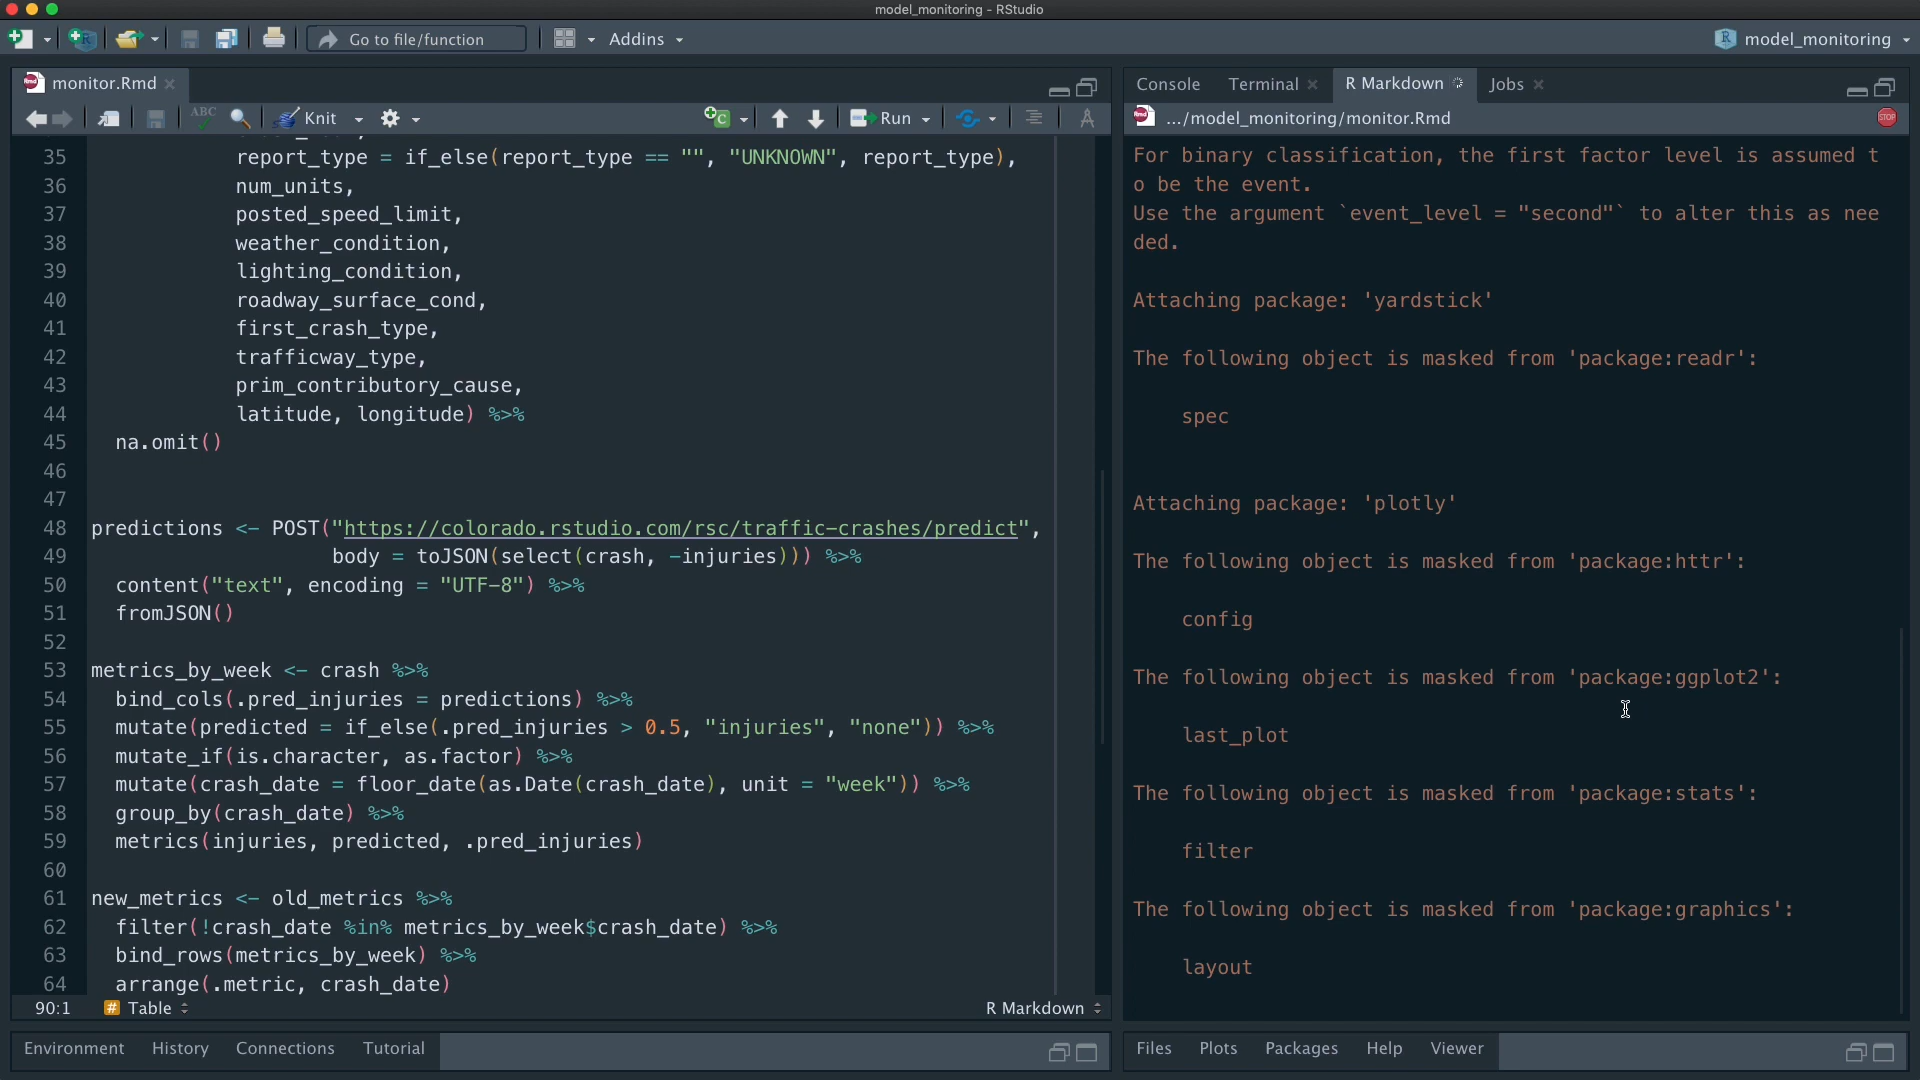 model_monitoring - RStudio
Go to file/function
Addins
model_monitoring
monitor.Rmd
ABC
Knit
Run
35 report_type = if_else(report_type == "", "UNKNOWN", report_type),
36 num_units,
37 posted_speed_limit,
38 weather_condition,
39 lighting_condition,
40 roadway_surface_cond,
41 first_crash_type,
42 trafficway_type,
43 prim_contributory_cause,
44 latitude, longitude) %>%
45 na.omit()
46
47
48 predictions <- POST("https://colorado.rstudio.com/rsc/traffic-crashes/predict",
49 body = toJSON(select(crash, -injuries))) %>%
50 content("text", encoding = "UTF-8") %>%
51 fromJSON()
52
53 metrics_by_week <- crash %>%
54 bind_cols(.pred_injuries = predictions) %>%
55 mutate(predicted = if_else(.pred_injuries > 0.5, "injuries", "none")) %>%
56 mutate_if(is.character, as.factor) %>%
57 mutate(crash_date = floor_date(as.Date(crash_date), unit = "week")) %>%
58 group_by(crash_date) %>%
59 metrics(injuries, predicted, .pred_injuries)
60
61 new_metrics <- old_metrics %>%
62 filter(!crash_date %in% metrics_by_week$crash_date) %>%
63 bind_rows(metrics_by_week) %>%
64 arrange(.metric, crash_date)
90:1 # Table R Markdown
Environment History Connections Tutorial
Console Terminal R Markdown Jobs
.../model_monitoring/monitor.Rmd
STOP
For binary classification, the first factor level is assumed t
o be the event.
Use the argument `event_level = "second"` to alter this as nee
ded.
Attaching package: 'yardstick'
The following object is masked from 'package:readr':
spec
Attaching package: 'plotly'
The following object is masked from 'package:httr':
config
The following object is masked from 'package:ggplot2':
last_plot
The following object is masked from 'package:stats':
filter
The following object is masked from 'package:graphics':
layout
Files Plots Packages Help Viewer